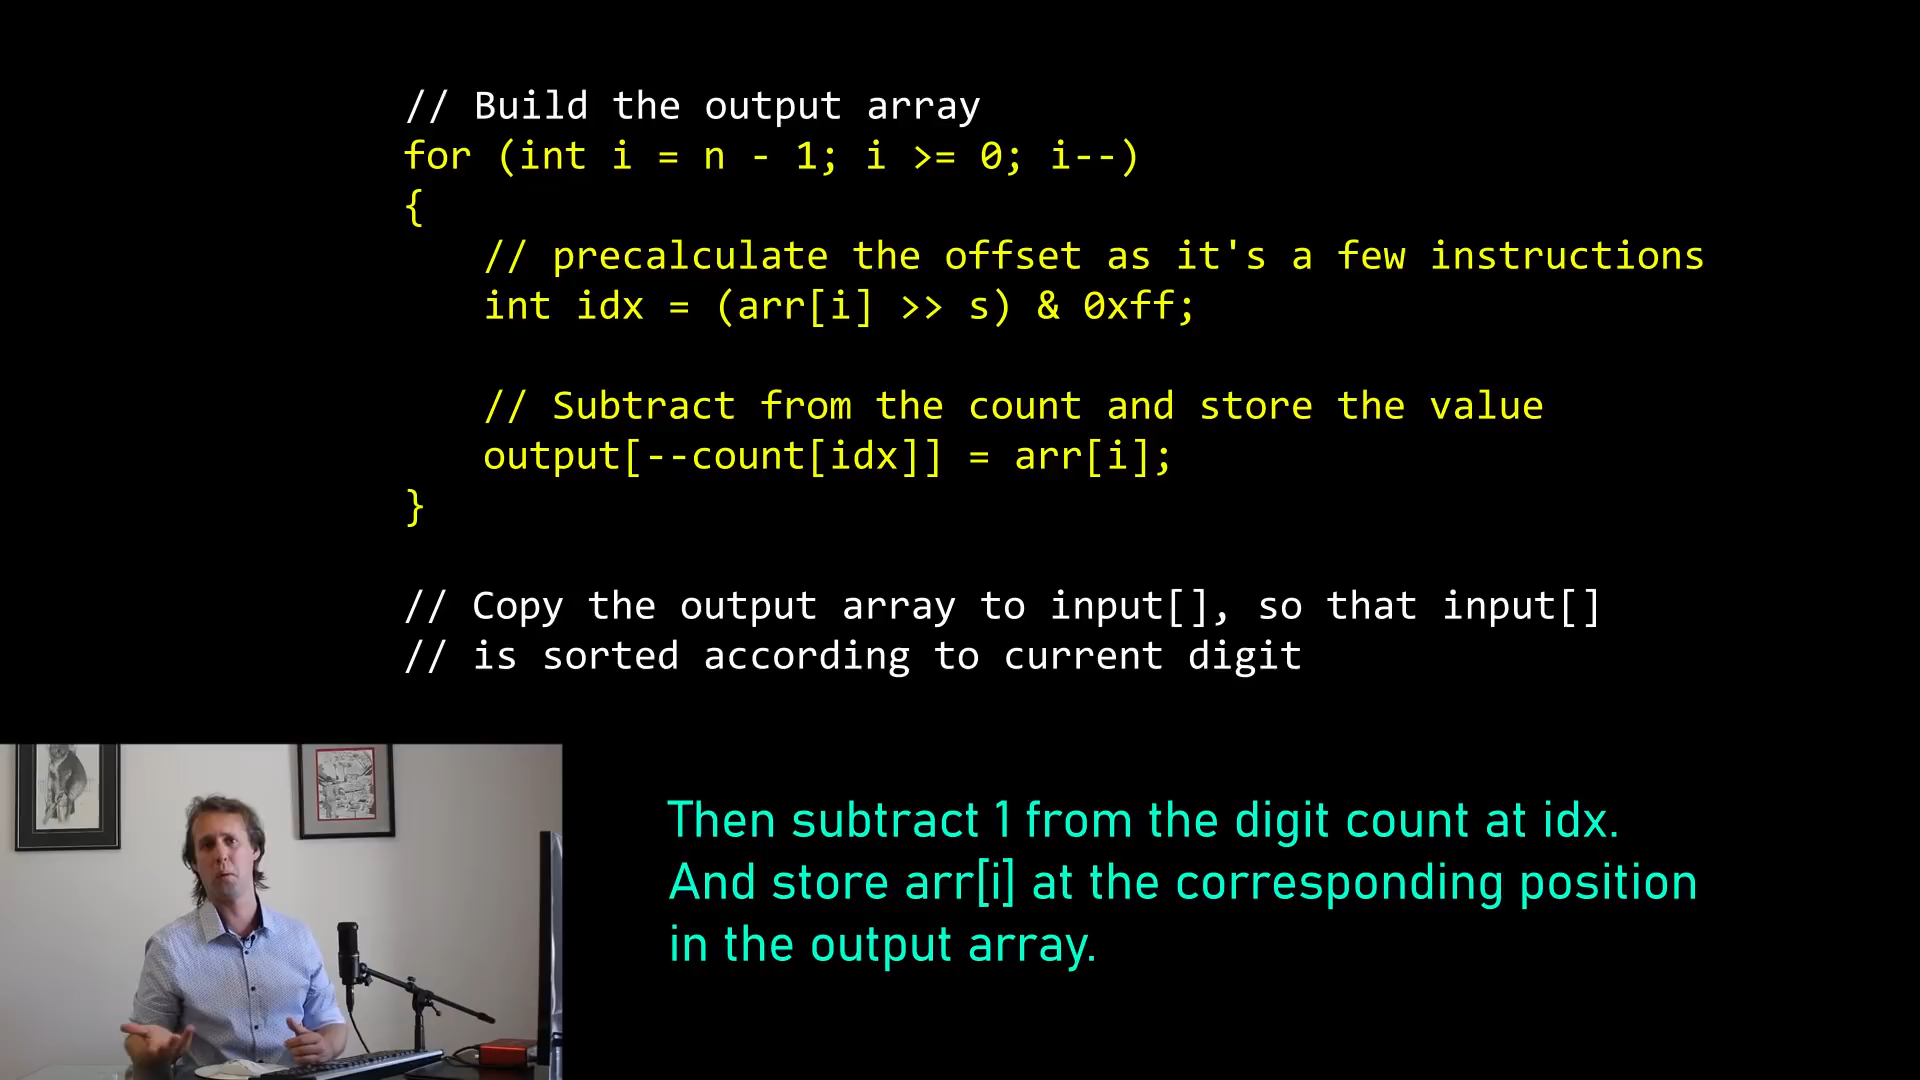 // Build the output array
for (int i = n - 1; i >= 0; i--)
{
// precalculate the offset as it's a few instructions
int idx = (arr[i] >> s) & 0xff;
// Subtract from the count and store the value
output[--count[idx]] = arr[i];
}
// Copy the output array to input[], so that input[]
// is sorted according to current digit
Then subtract 1 from the digit count at idx.
And store arr[i] at the corresponding position
in the output array.